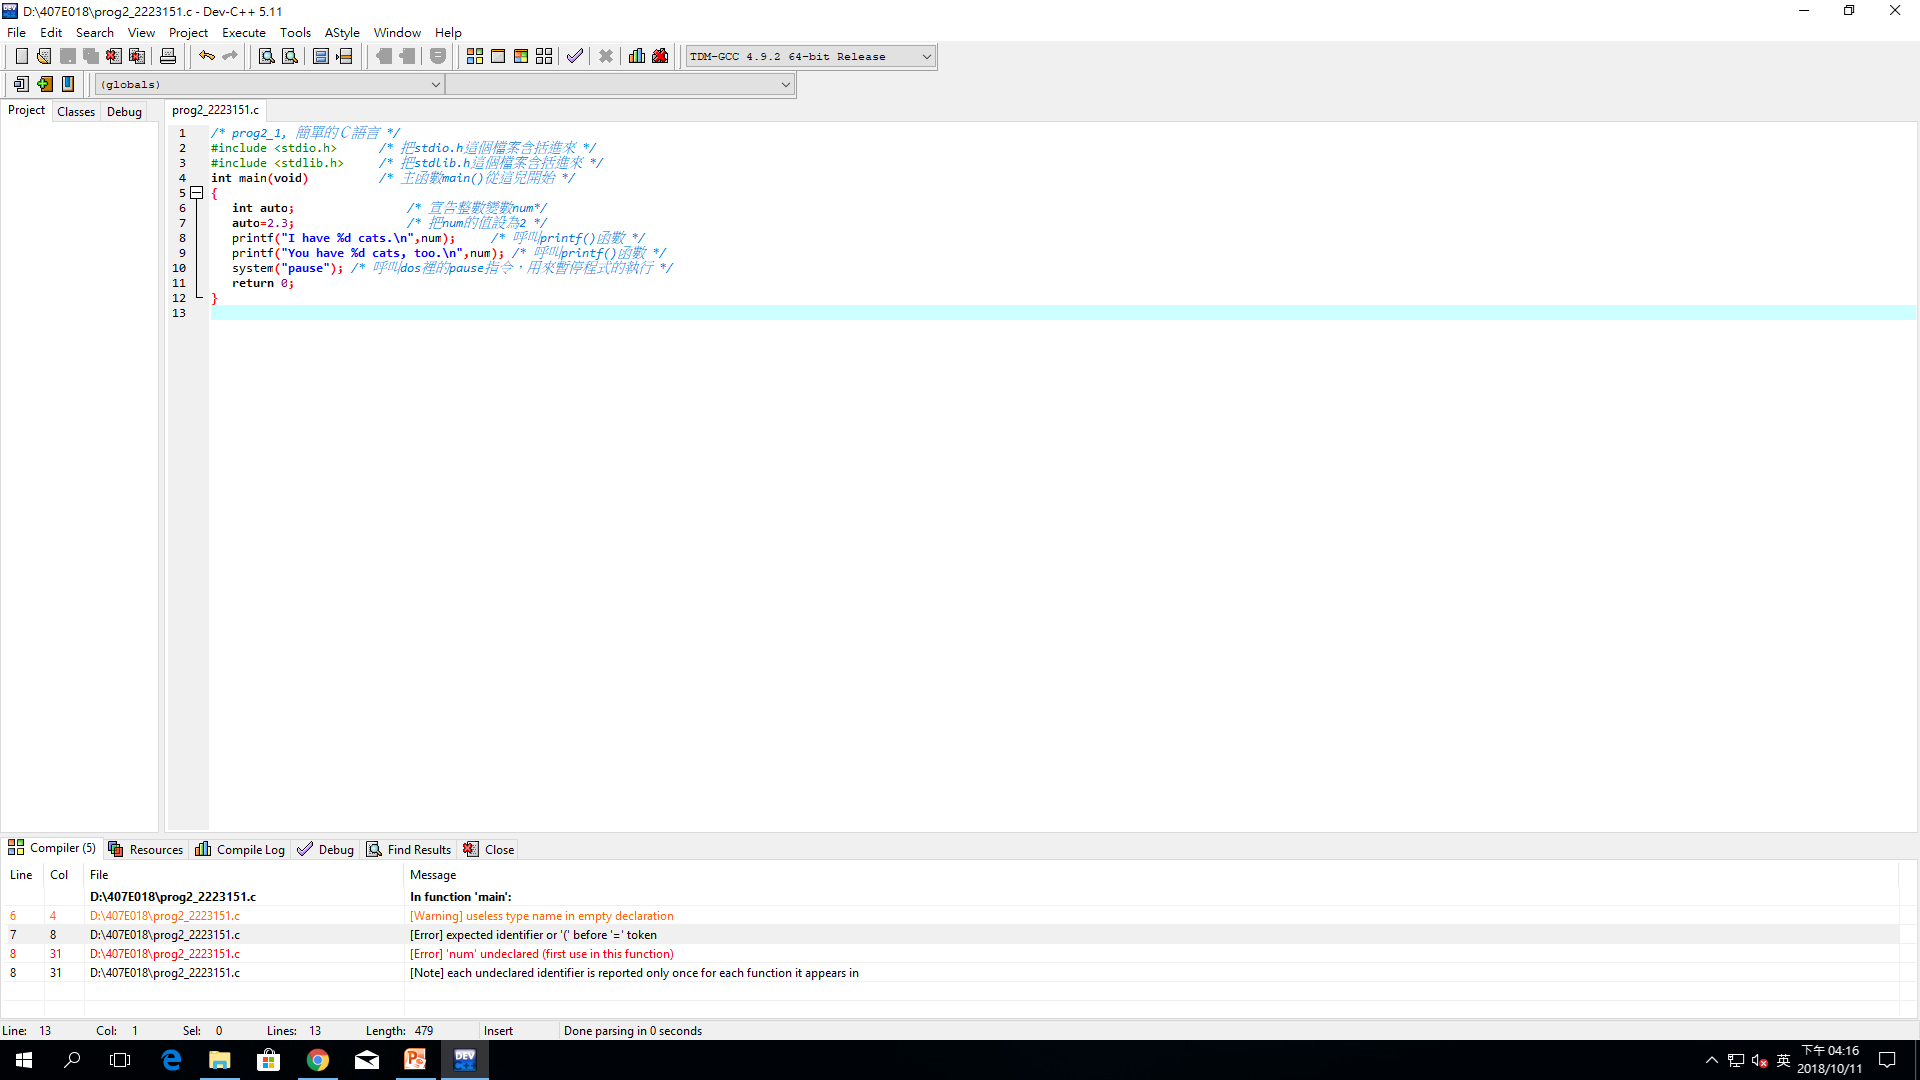 D:\407E018\prog2_2223151.c - Dev-C++ 5.11
File Edit Search View Project Execute Tools AStyle Window Help
TDM-GCC 4.9.2 64-bit Release
(globals)
Project Classes Debug
prog2_2223151.c
1 /* prog2_1, 簡單的Ｃ語言 */
2 #include <stdio.h> /* 把stdio.h這個檔案含括進來 */
3 #include <stdlib.h> /* 把stdlib.h這個檔案含括進來 */
4 int main(void) /* 主函數main()從這兒開始 */
5 {
6 int auto; /* 宣告整數變數num*/
7 auto=2.3; /* 把num的值設為2 */
8 printf("I have %d cats.\n",num); /* 呼叫printf()函數 */
9 printf("You have %d cats, too.\n",num); /* 呼叫printf()函數 */
10 system("pause"); /* 呼叫dos裡的pause指令，用來暫停程式的執行 */
11 return 0;
12 }
13
Compiler (5) Resources Compile Log Debug Find Results Close
Line Col File Message
D:\407E018\prog2_2223151.c In function 'main':
6 4 D:\407E018\prog2_2223151.c [Warning] useless type name in empty declaration
7 8 D:\407E018\prog2_2223151.c [Error] expected identifier or '(' before '=' token
8 31 D:\407E018\prog2_2223151.c [Error] 'num' undeclared (first use in this function)
8 31 D:\407E018\prog2_2223151.c [Note] each undeclared identifier is reported only once for each function it appears in
Line: 13 Col: 1 Sel: 0 Lines: 13 Length: 479 Insert Done parsing in 0 seconds
DEV C++
英
下午 04:16
2018/10/11